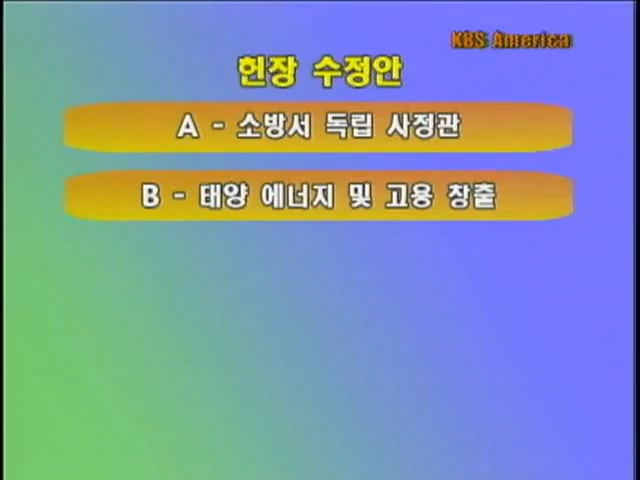 KBS America
헌장 수정안
A - 소방서 독립 사정관
B - 태양 에너지 및 고용 창출